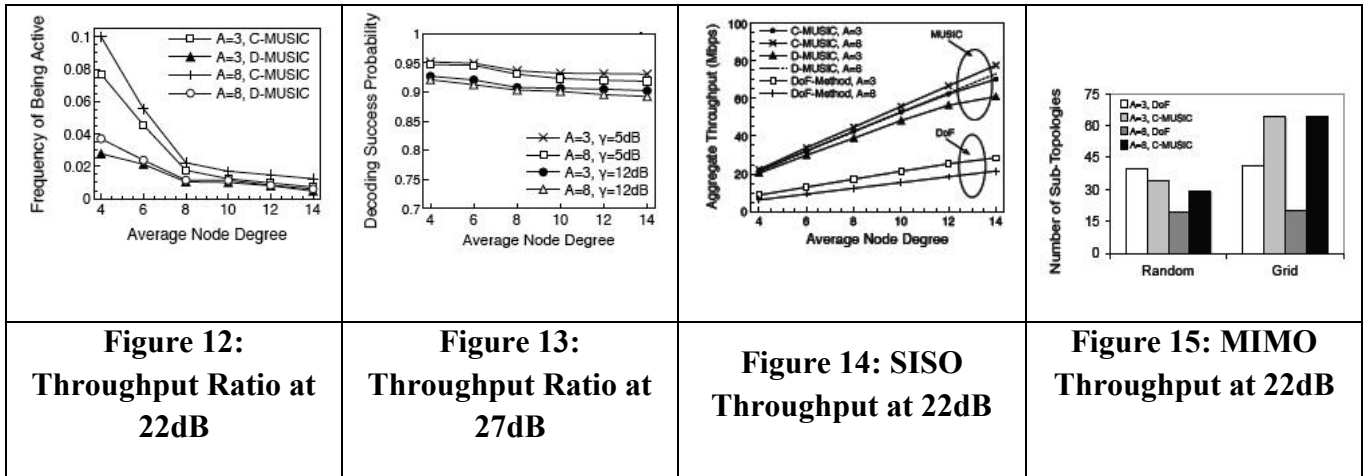 Frequency of Being Active
0.1
0.08
0.06
0.04
0.02
0
4 6 8 10 12 14
Average Node Degree
A=3, C-MUSIC
A=3, D-MUSIC
A=8, C-MUSIC
A=8, D-MUSIC
Decoding Success Probability
1
0.95
0.9
0.85
0.8
0.75
0.7
4 6 8 10 12 14
Average Node Degree
A=3, γ=5dB
A=8, γ=5dB
A=3, γ=12dB
A=8, γ=12dB
Aggregate Throughput (Mbps)
100
80
60
40
20
0
4 6 8 10 12 14
Average Node Degree
C-MUSIC, A=3
C-MUSIC, A=8
D-MUSIC, A=3
D-MUSIC, A=8
DoF-Method, A=3
DoF-Method, A=8
MUSIC
DoF
Number of Sub-Topologies
75
60
45
30
15
0
Random Grid
A=3, DoF
A=3, C-MUSIC
A=8, DoF
A=8, C-MUSIC
Figure 12:
Throughput Ratio at
22dB
Figure 13:
Throughput Ratio at
27dB
Figure 14: SISO
Throughput at 22dB
Figure 15: MIMO
Throughput at 22dB